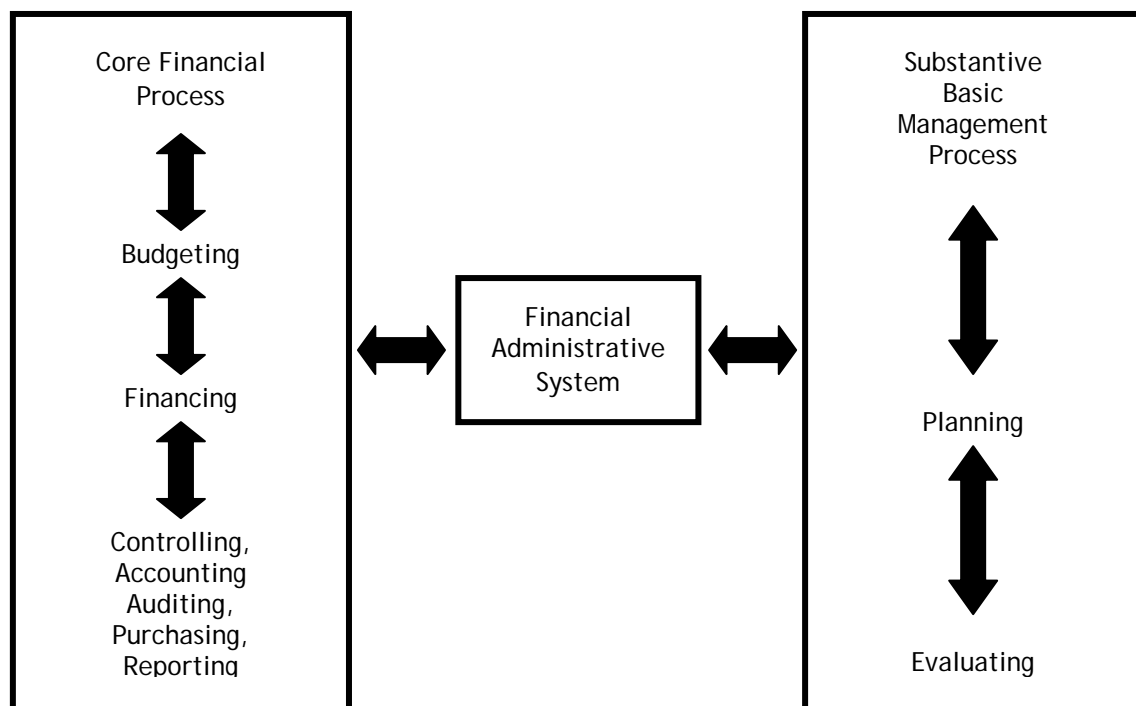 Core Financial
Process
Budgeting
Financing
Controlling,
Accounting
Auditing,
Purchasing,
Reporting
Financial
Administrative
System
Substantive
Basic
Management
Process
Planning
Evaluating